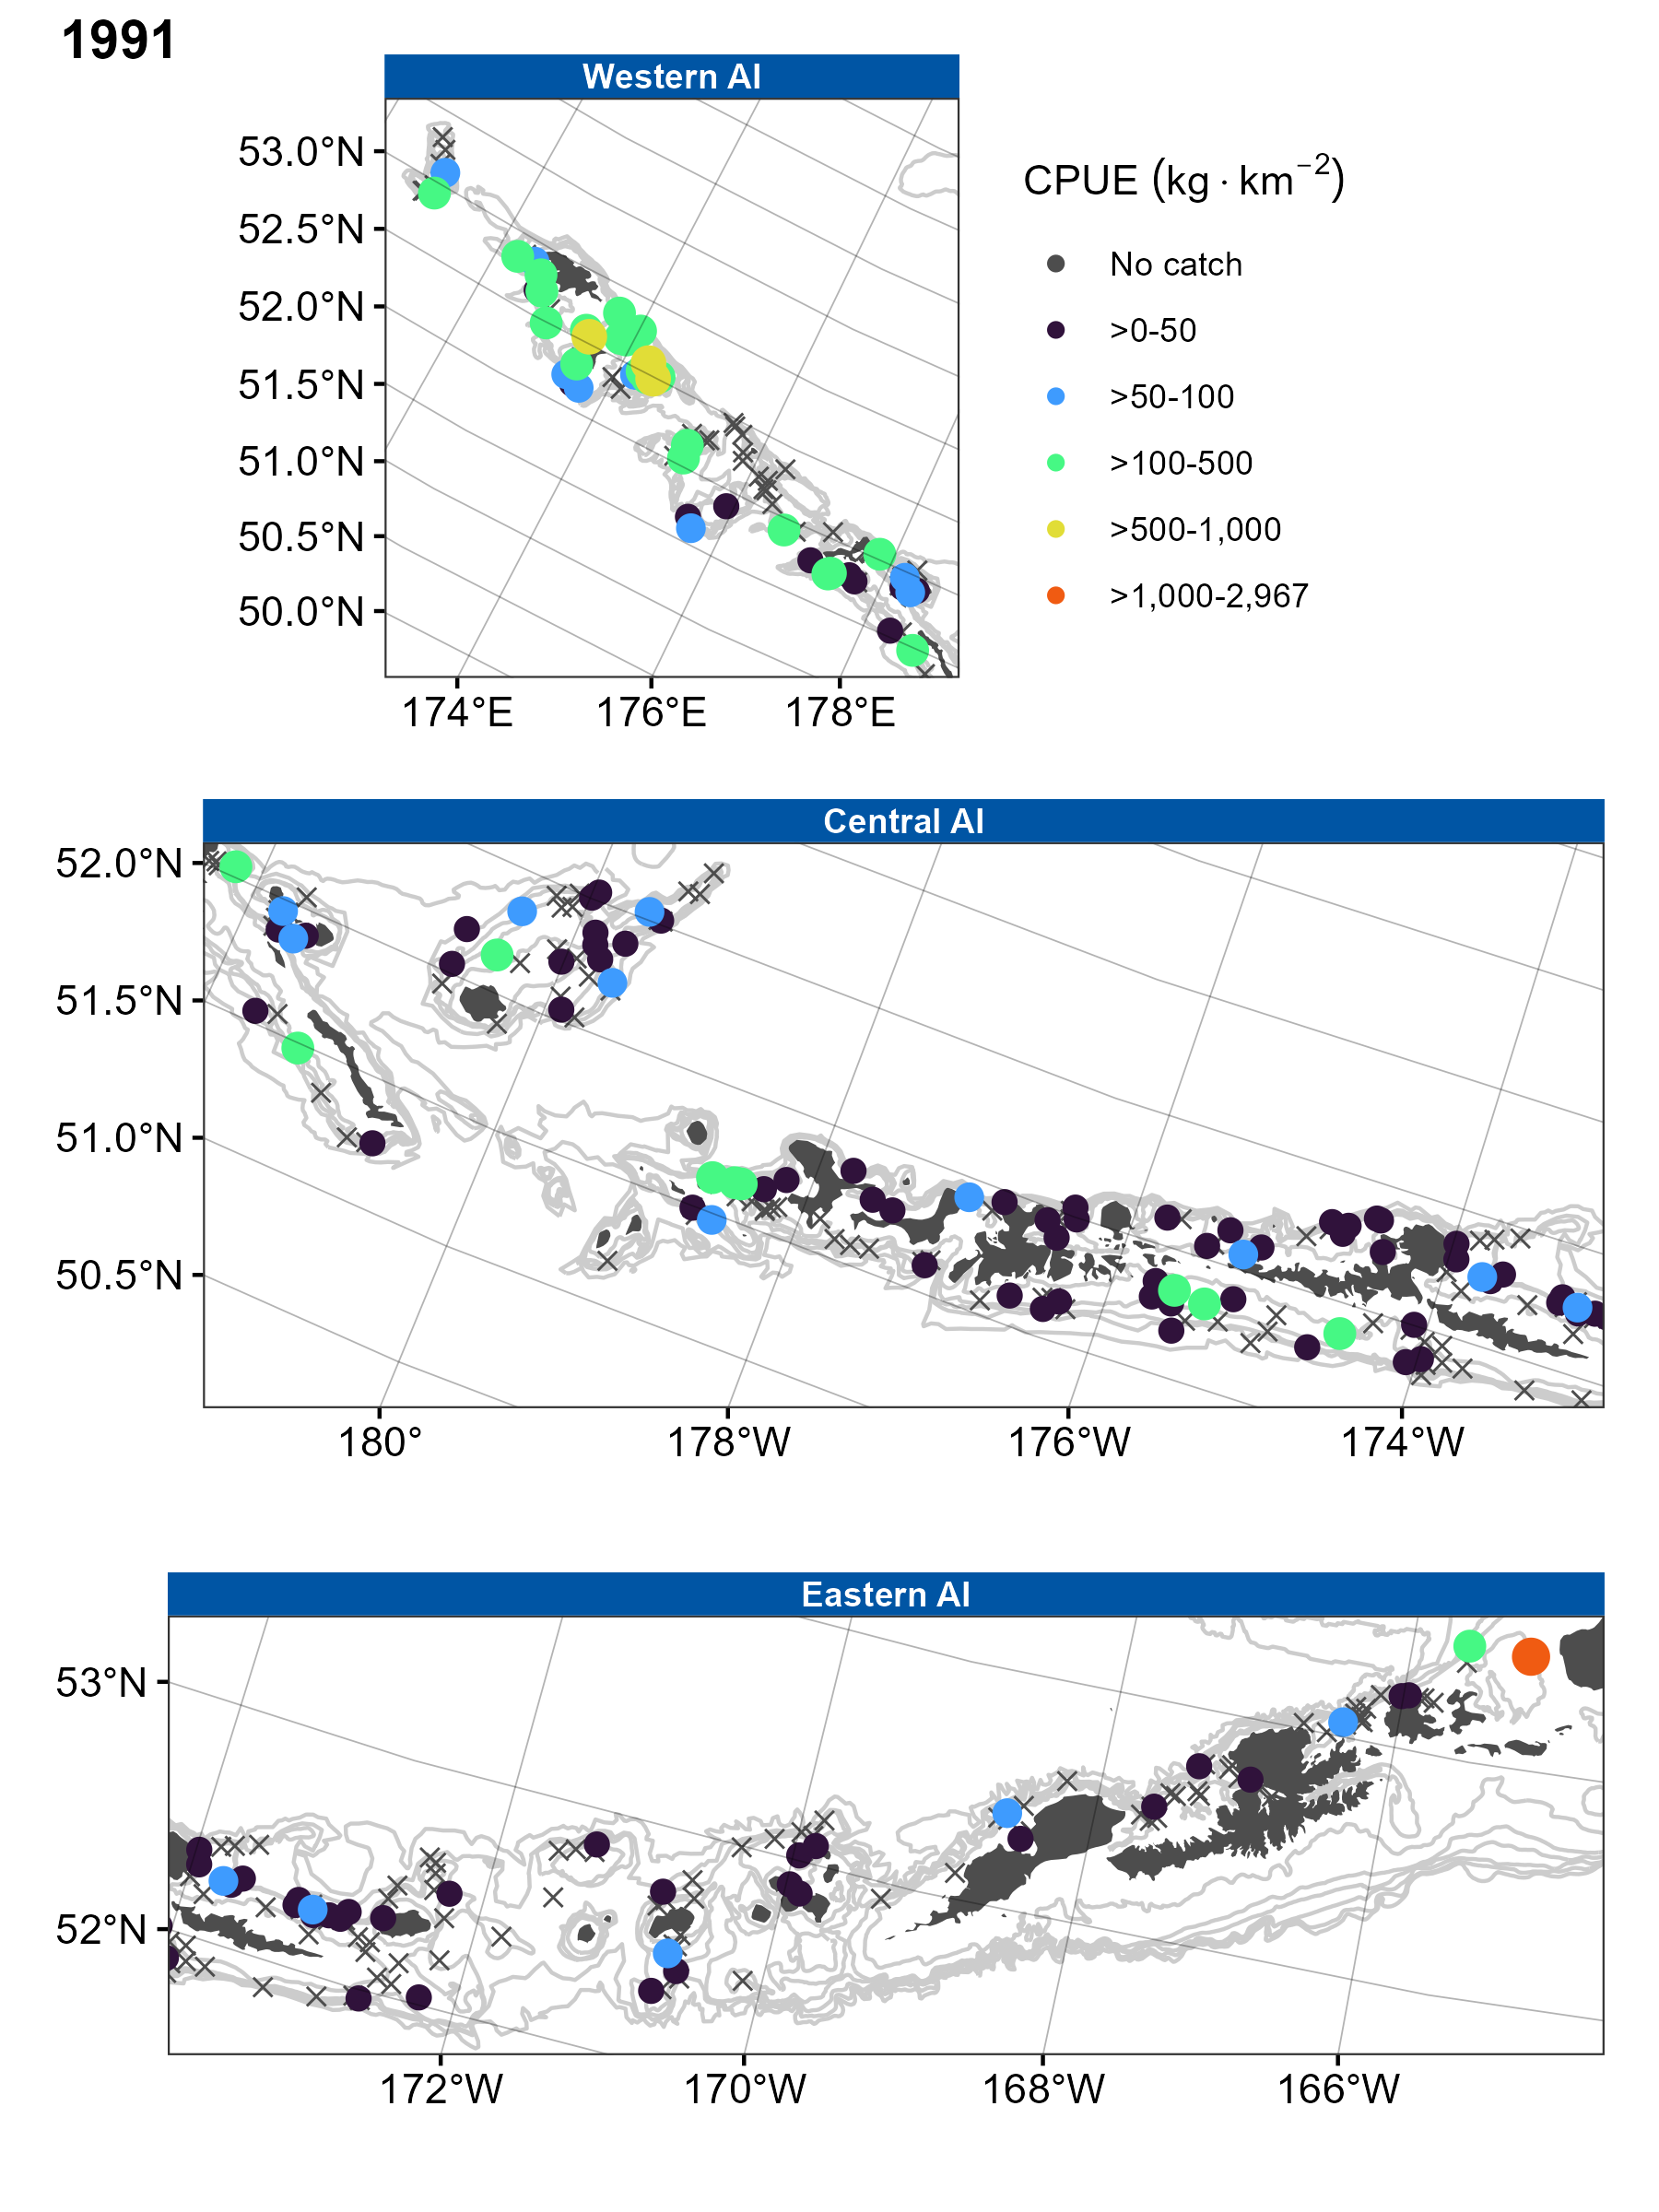 1991
Western AI
53.0°N
52.5°N
52.0°N
51.5°N
51.0°N
50.5°N
50.0°N
174°E 176°E 178°E
CPUE (kg · km⁻²)
No catch
>0-50
>50-100
>100-500
>500-1,000
>1,000-2,967
Central AI
52.0°N
51.5°N
51.0°N
50.5°N
180° 178°W 176°W 174°W
Eastern AI
53°N
52°N
172°W 170°W 168°W 166°W